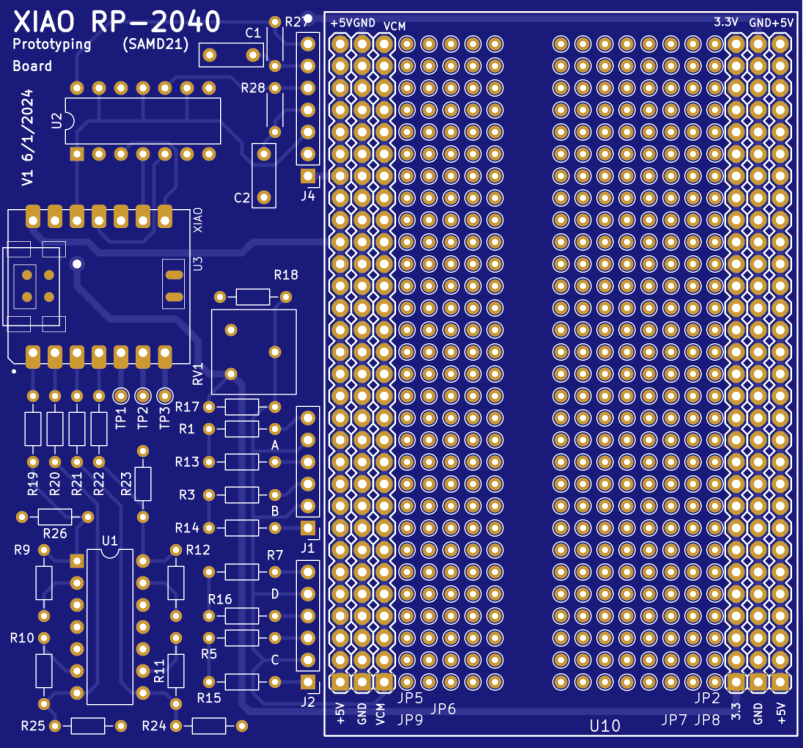 XIAO RP-2040
Prototyping (SAMD21)
Board
V1 6/1/2024
R27
C1
R28
U2
C2
J4
+5V GND VCM
3.3V GND +5V
XIAO
U3
R18
RV1
TP1 TP2 TP3
R17
R1
A
R13
R3
B
R14
J1
R19 R20 R21 R22 R23
R26
U1
R9
R12
R7
D
R16
R10
R11
R5
C
R15
J2
R25
R24
JP5
JP6
JP9
+5V GND VCM
U10
JP2
JP7 JP8
3.3 GND +5V